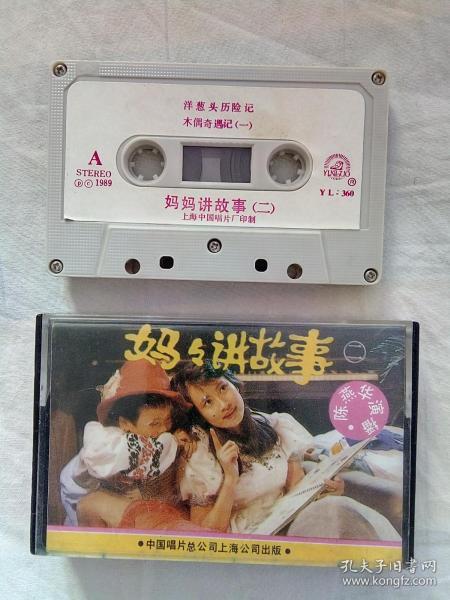 洋葱头历险记
木偶奇遇记(一)
A
STEREO
Ⓟ Ⓒ 1989
YL:360
妈妈讲故事(二)
上海中国唱片厂印制
妈々讲故事 (二)
陈燕华演播
•中国唱片总公司上海公司出版•
孔夫子旧书网
www.kongfz.com